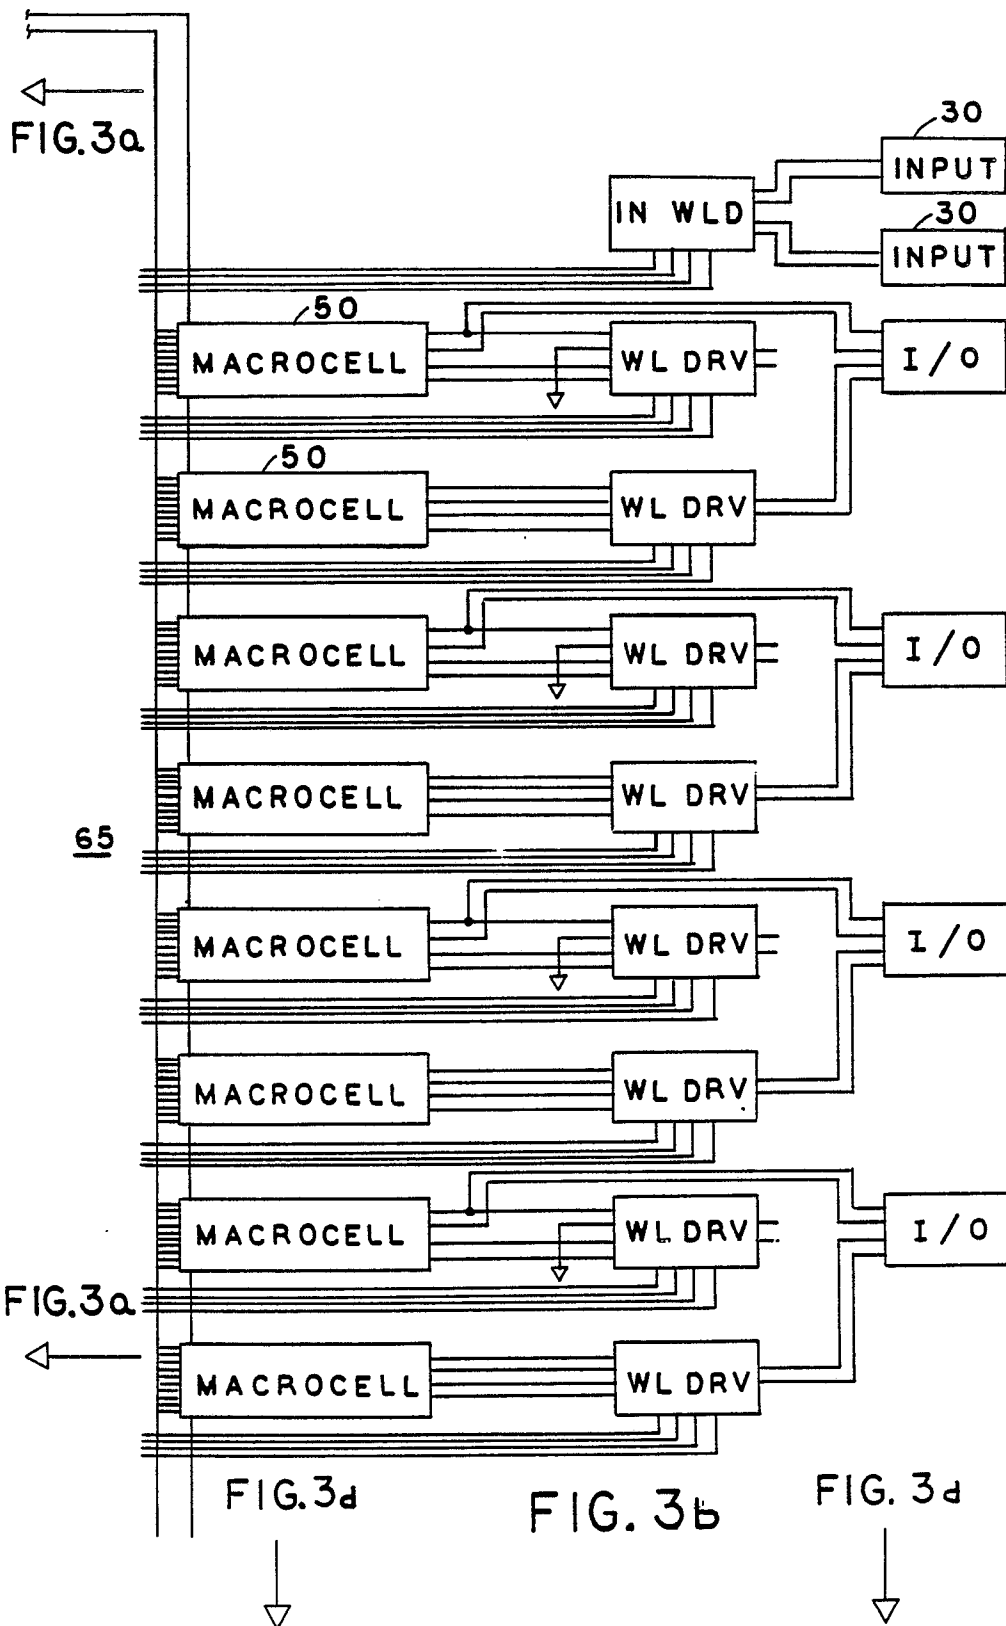 FIG.3a
30
INPUT
IN WLD
30
INPUT
50
MACROCELL
WL DRV
I/O
50
MACROCELL
WL DRV
MACROCELL
WL DRV
I/O
MACROCELL
WL DRV
65
MACROCELL
WL DRV
I/O
MACROCELL
WL DRV
MACROCELL
WL DRV
I/O
FIG.3a
MACROCELL
WL DRV
FIG.3d
FIG. 3b
FIG. 3d